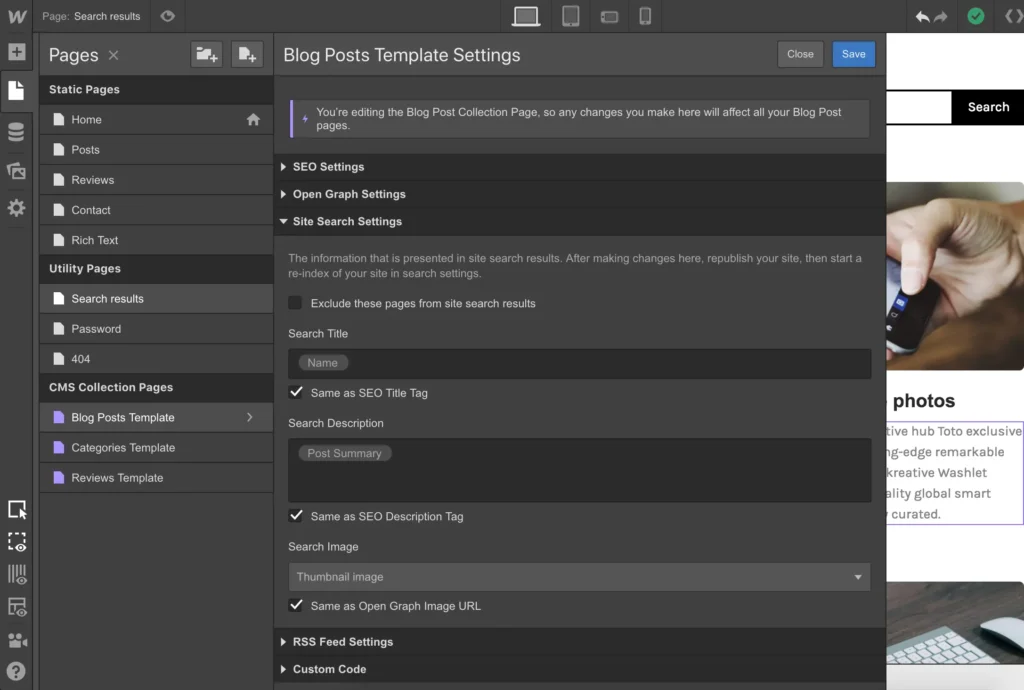 Page: Search results
Pages
Blog Posts Template Settings
Close
Save
Static Pages
Home
Posts
Reviews
Contact
Rich Text
Utility Pages
Search results
Password
404
CMS Collection Pages
Blog Posts Template
Categories Template
Reviews Template
You're editing the Blog Post Collection Page, so any changes you make here will affect all your Blog Post
pages.
SEO Settings
Open Graph Settings
Site Search Settings
The information that is presented in site search results. After making changes here, republish your site, then start a
re-index of your site in search settings.
Exclude these pages from site search results
Search Title
Name
Same as SEO Title Tag
Search Description
Post Summary
Same as SEO Description Tag
Search Image
Thumbnail image
Same as Open Graph Image URL
RSS Feed Settings
Custom Code
Search
photos
tive hub Toto exclusive
ng-edge remarkable
kreative Washlet
ality global smart
curated.